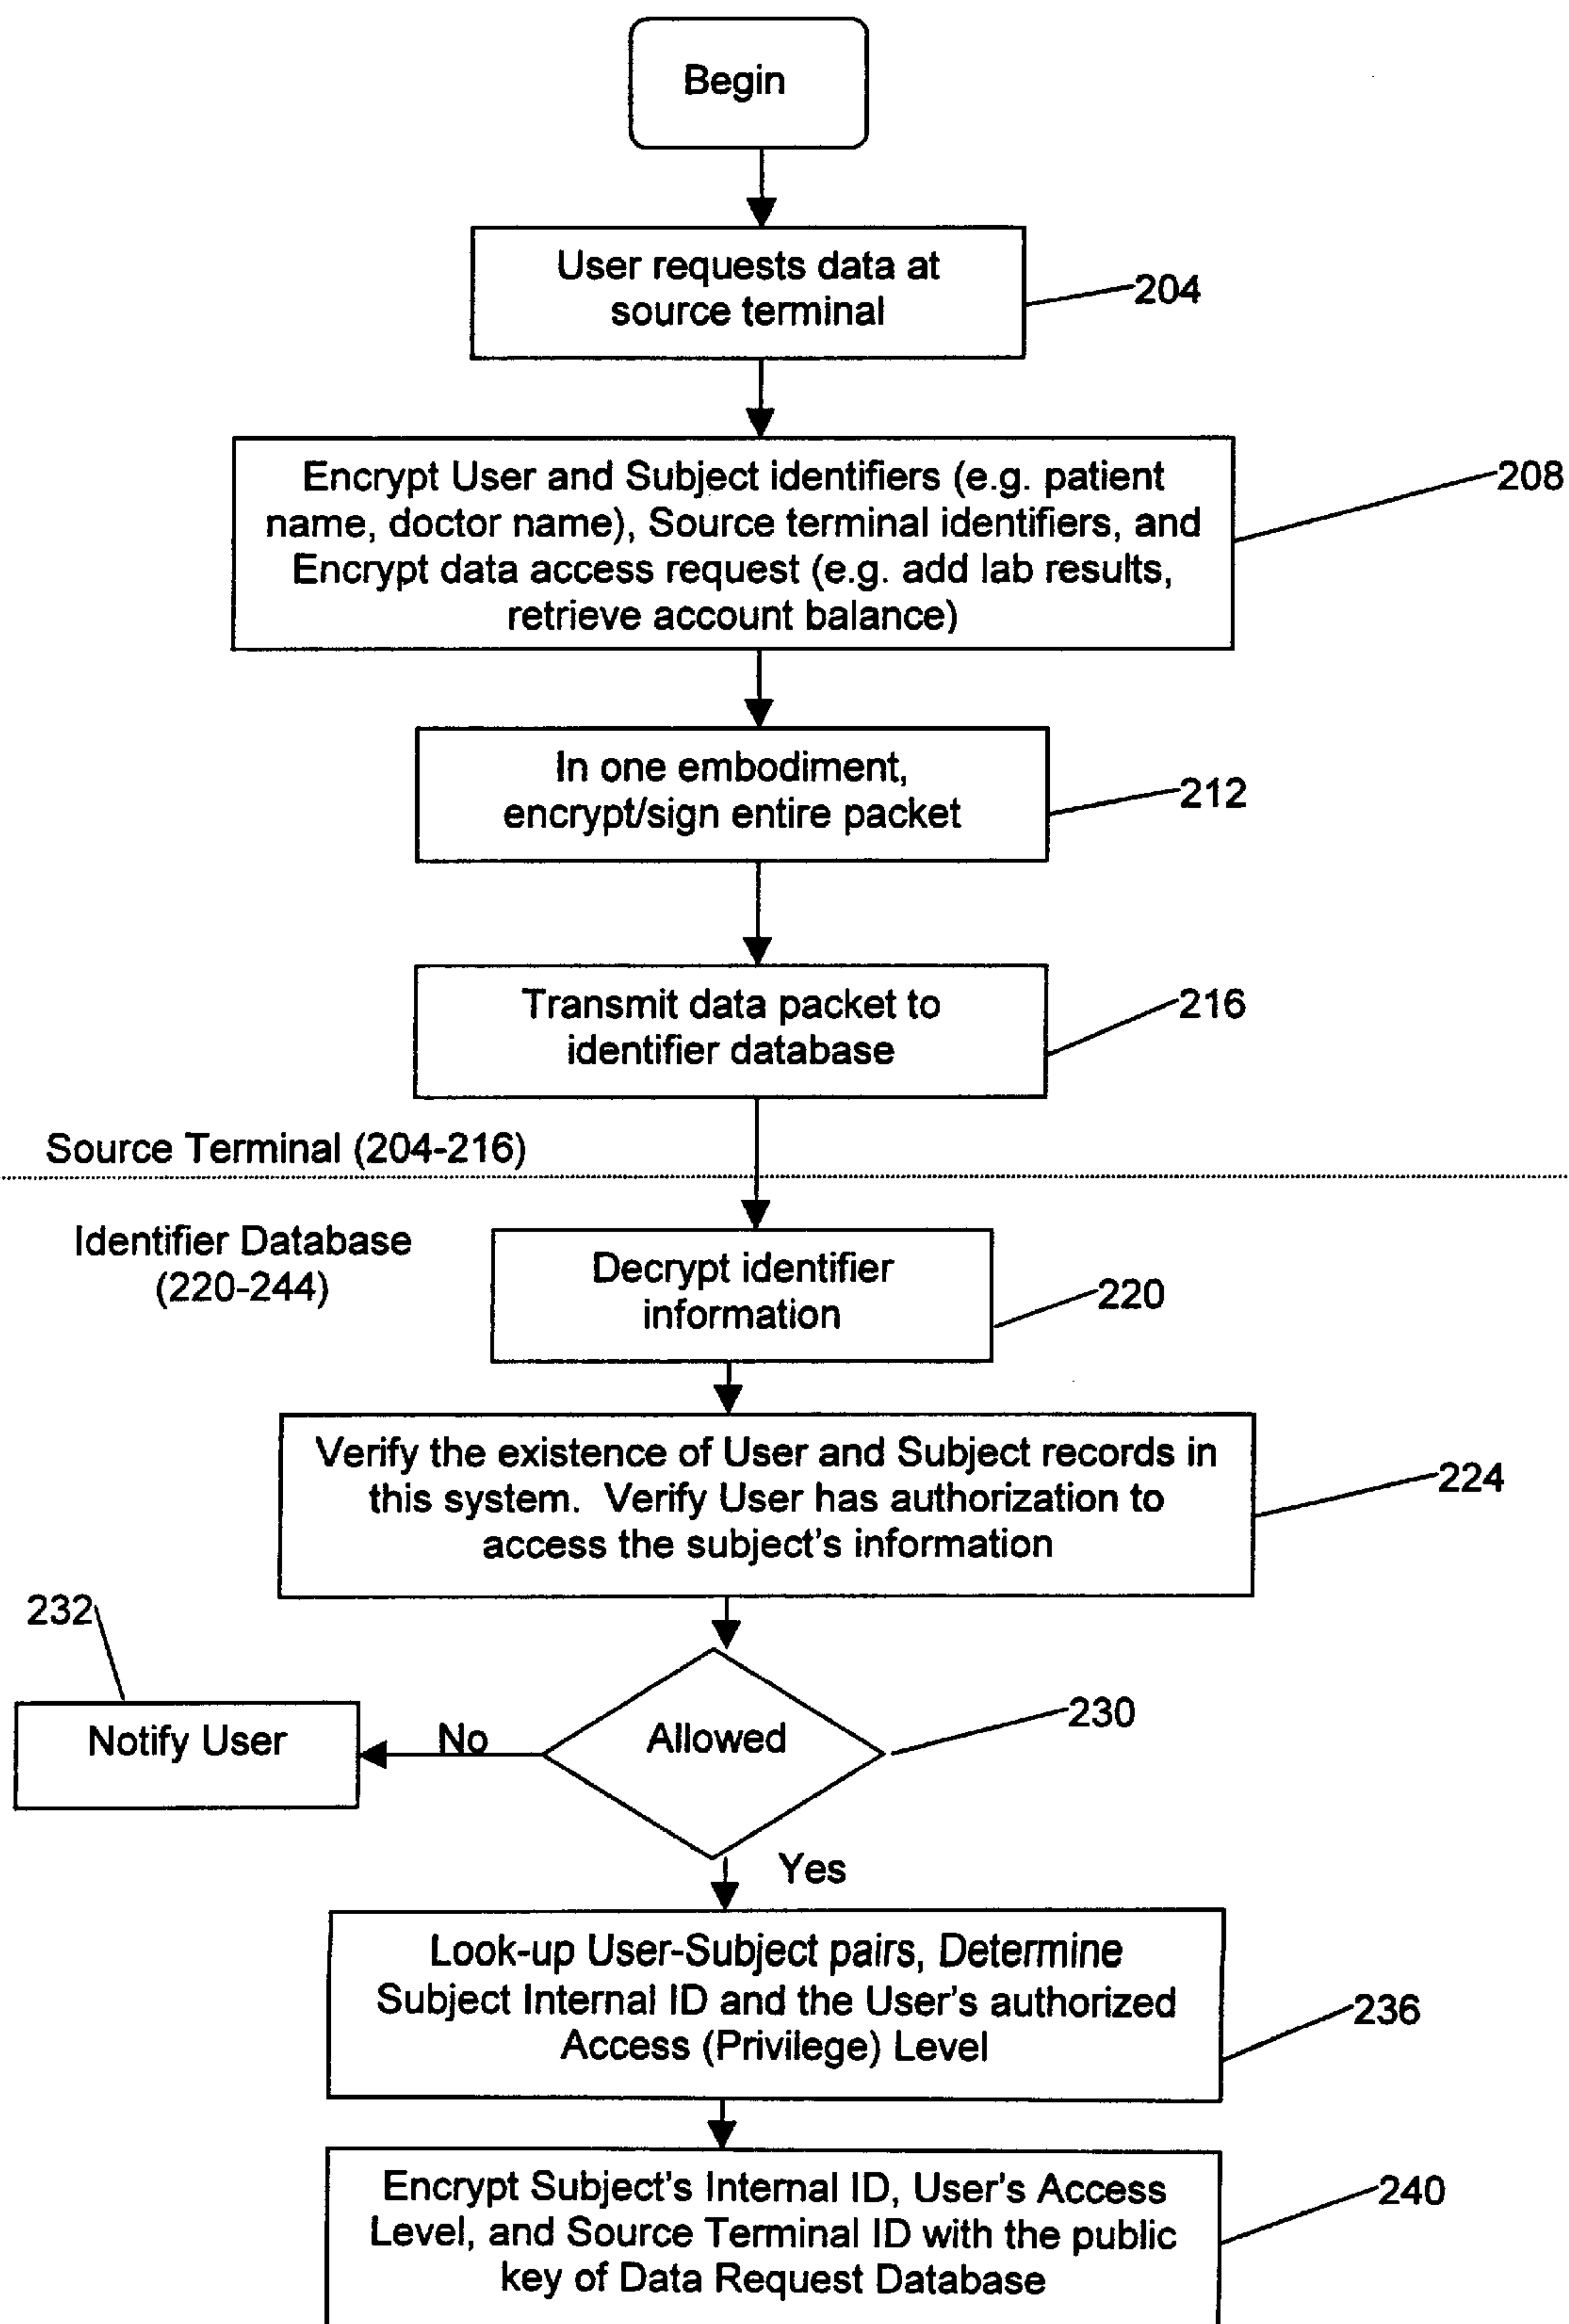 Begin
User requests data at
source terminal
204
Encrypt User and Subject identifiers (e.g. patient
name, doctor name), Source terminal identifiers, and
Encrypt data access request (e.g. add lab results,
retrieve account balance)
208
In one embodiment,
encrypt/sign entire packet
212
Transmit data packet to
identifier database
216
Source Terminal (204-216)
Identifier Database
(220-244)
Decrypt identifier
information
220
Verify the existence of User and Subject records in
this system. Verify User has authorization to
access the subject's information
224
232
Notify User
No
Allowed
230
Yes
Look-up User-Subject pairs, Determine
Subject Internal ID and the User's authorized
Access (Privilege) Level
236
Encrypt Subject's Internal ID, User's Access
Level, and Source Terminal ID with the public
key of Data Request Database
240